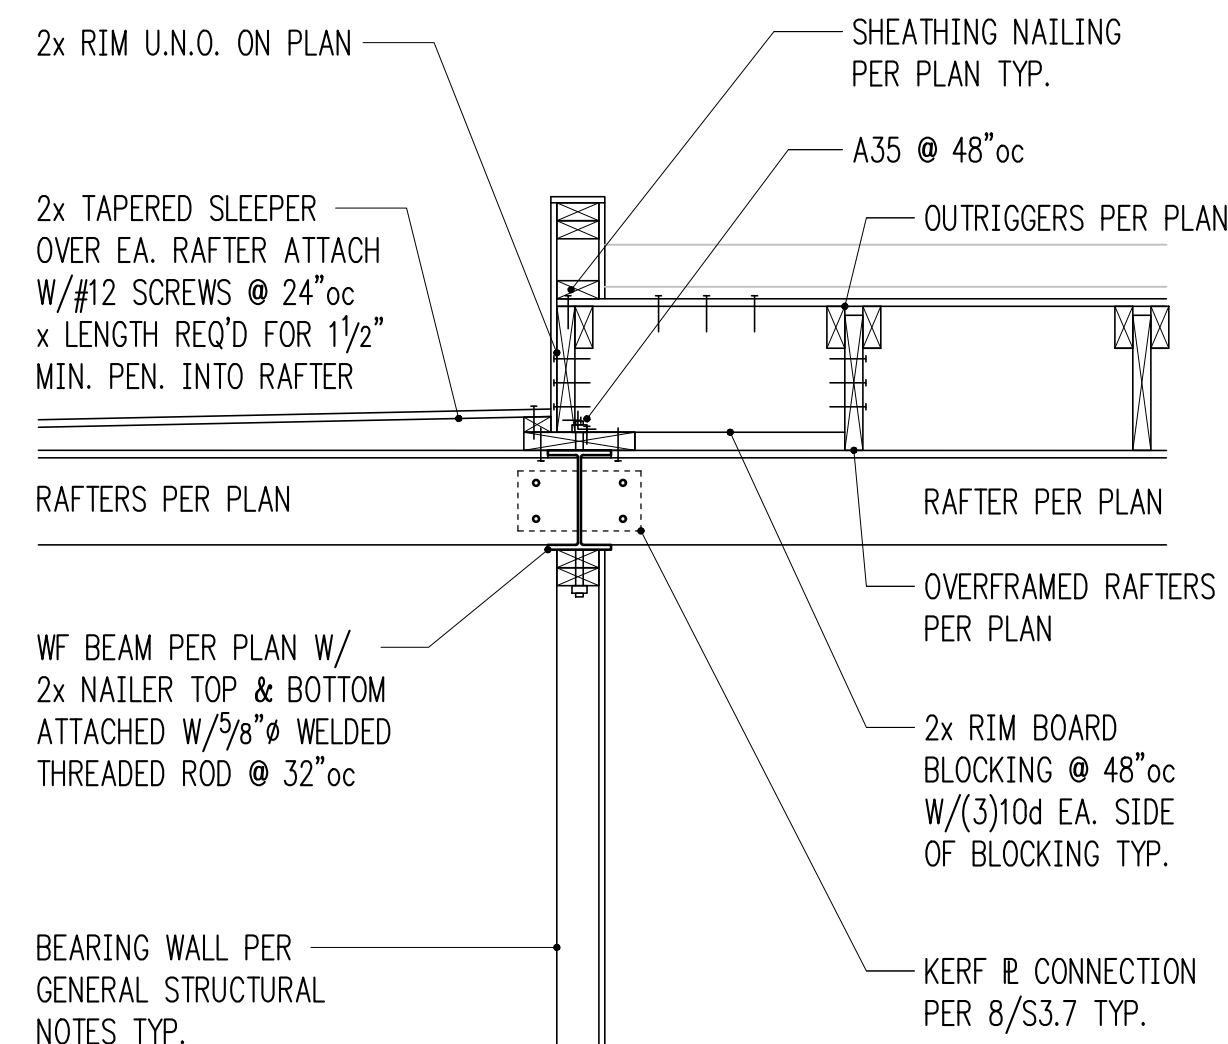 2x RIM U.N.O. ON PLAN
2x TAPERED SLEEPER
OVER EA. RAFTER ATTACH
W/#12 SCREWS @ 24"oc
x LENGTH REQ'D FOR 1 1/2"
MIN. PEN. INTO RAFTER
RAFTERS PER PLAN
WF BEAM PER PLAN W/
2x NAILER TOP & BOTTOM
ATTACHED W/5/8"ø WELDED
THREADED ROD @ 32"oc
BEARING WALL PER
GENERAL STRUCTURAL
NOTES TYP.
SHEATHING NAILING
PER PLAN TYP.
A35 @ 48"oc
OUTRIGGERS PER PLAN
RAFTER PER PLAN
OVERFRAMED RAFTERS
PER PLAN
2x RIM BOARD
BLOCKING @ 48"oc
W/(3)10d EA. SIDE
OF BLOCKING TYP.
KERF ⅊ CONNECTION
PER 8/S3.7 TYP.